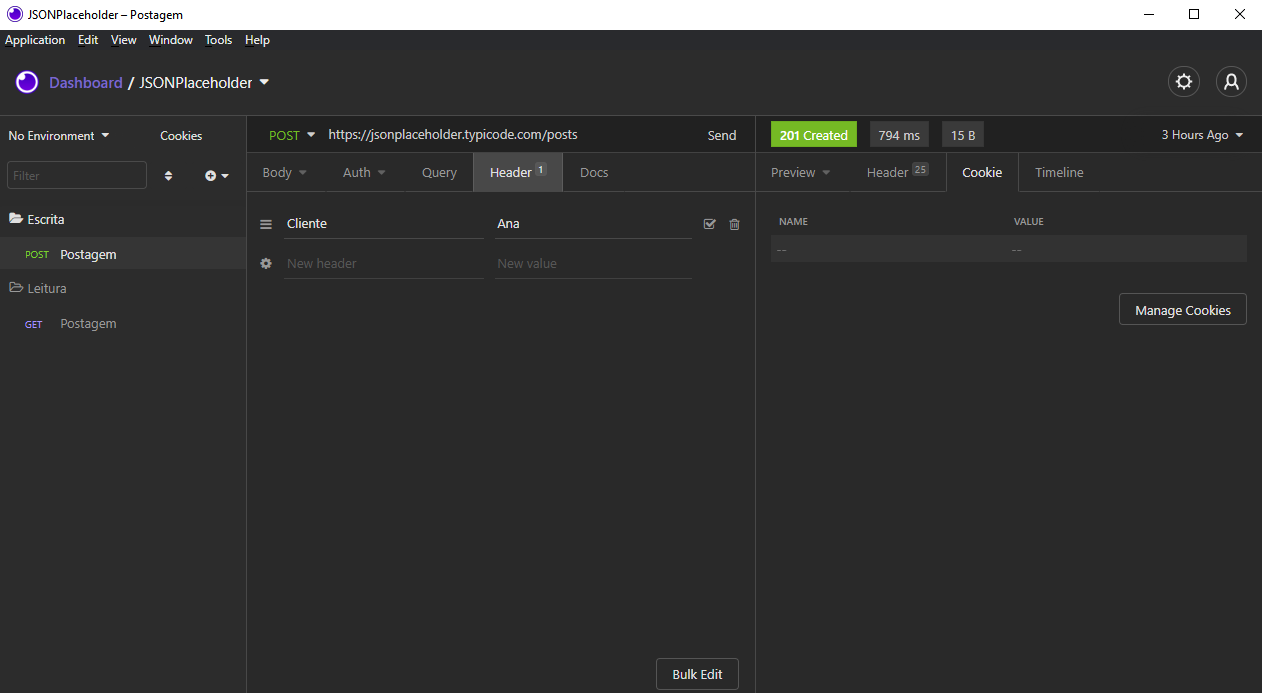 JSONPlaceholder – Postagem
Application Edit View Window Tools Help
Dashboard / JSONPlaceholder
No Environment Cookies
Filter
Escrita
POST Postagem
Leitura
GET Postagem
POST https://jsonplaceholder.typicode.com/posts Send
Body Auth Query Header 1 Docs
Cliente Ana
New header New value
Bulk Edit
201 Created 794 ms 15 B 3 Hours Ago
Preview Header 25 Cookie Timeline
NAME VALUE
-- --
Manage Cookies